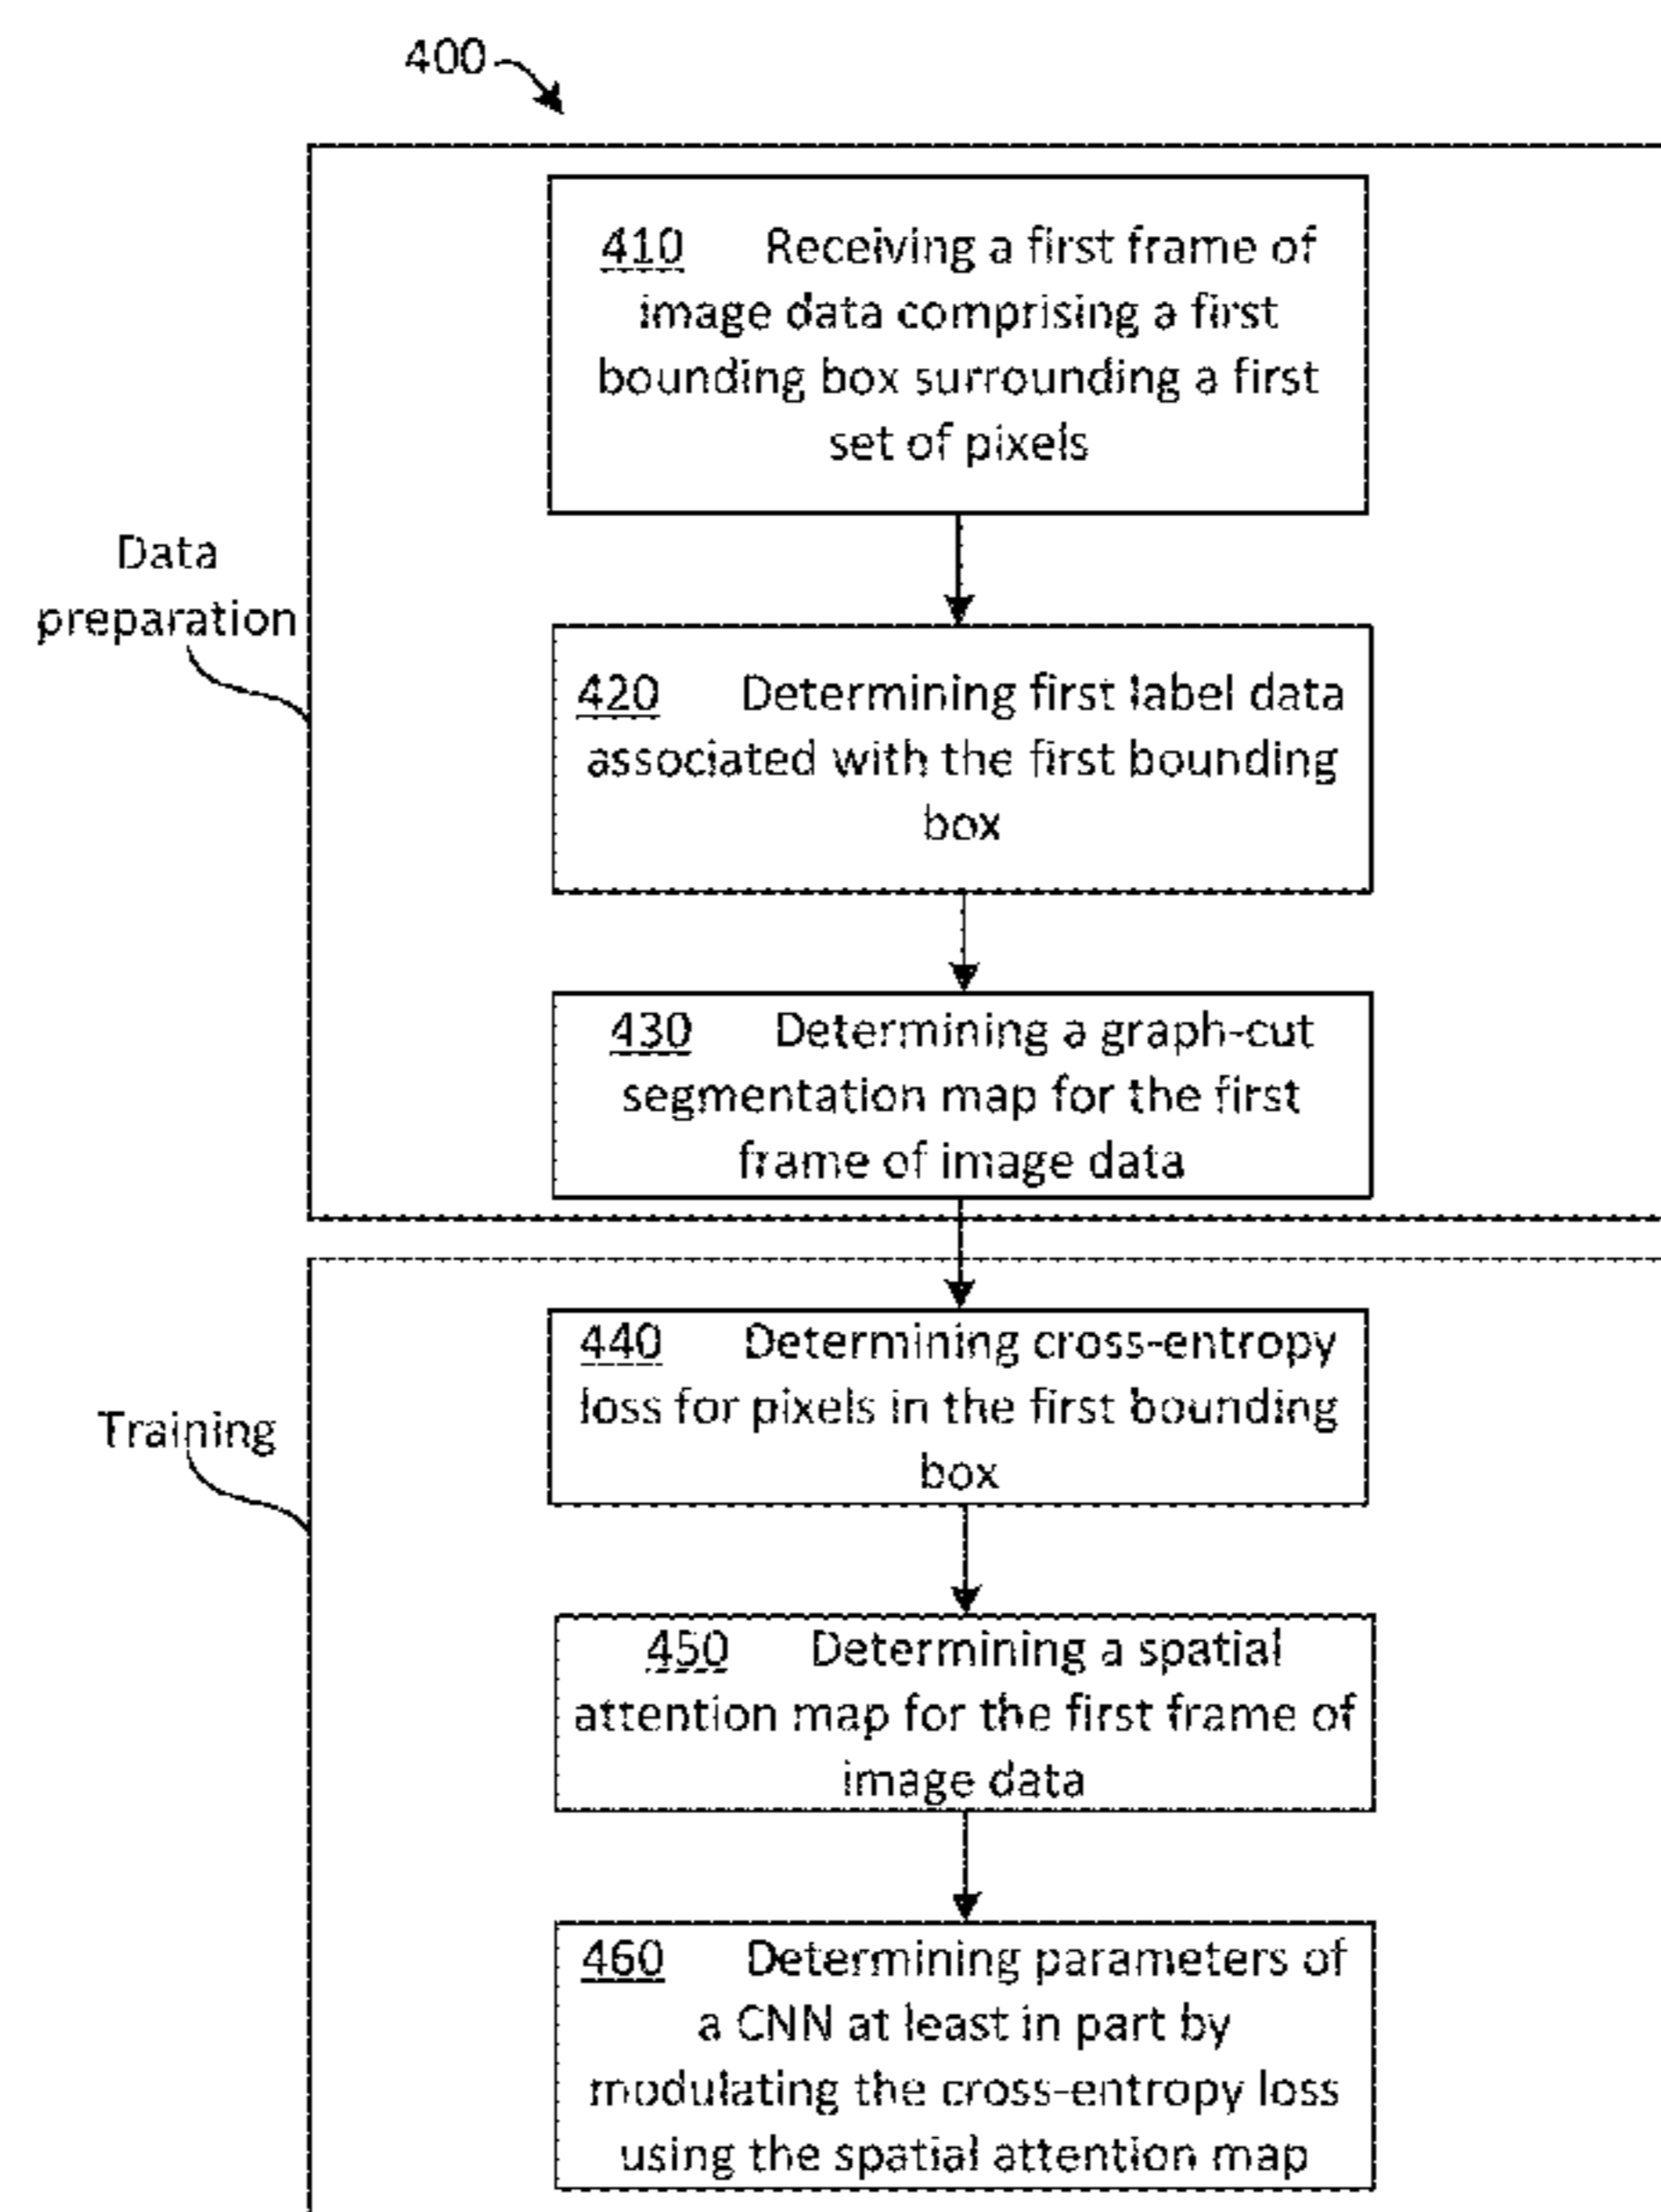 400
410 Receiving a first frame of
image data comprising a first
bounding box surrounding a first
set of pixels
Data
preparation
420 Determining first label data
associated with the first bounding
box
430 Determining a graph-cut
segmentation map for the first
frame of image data
440 Determining cross-entropy
loss for pixels in the first bounding
box
Training
450 Determining a spatial
attention map for the first frame of
image data
460 Determining parameters of
a CNN at least in part by
modulating the cross-entropy loss
using the spatial attention map